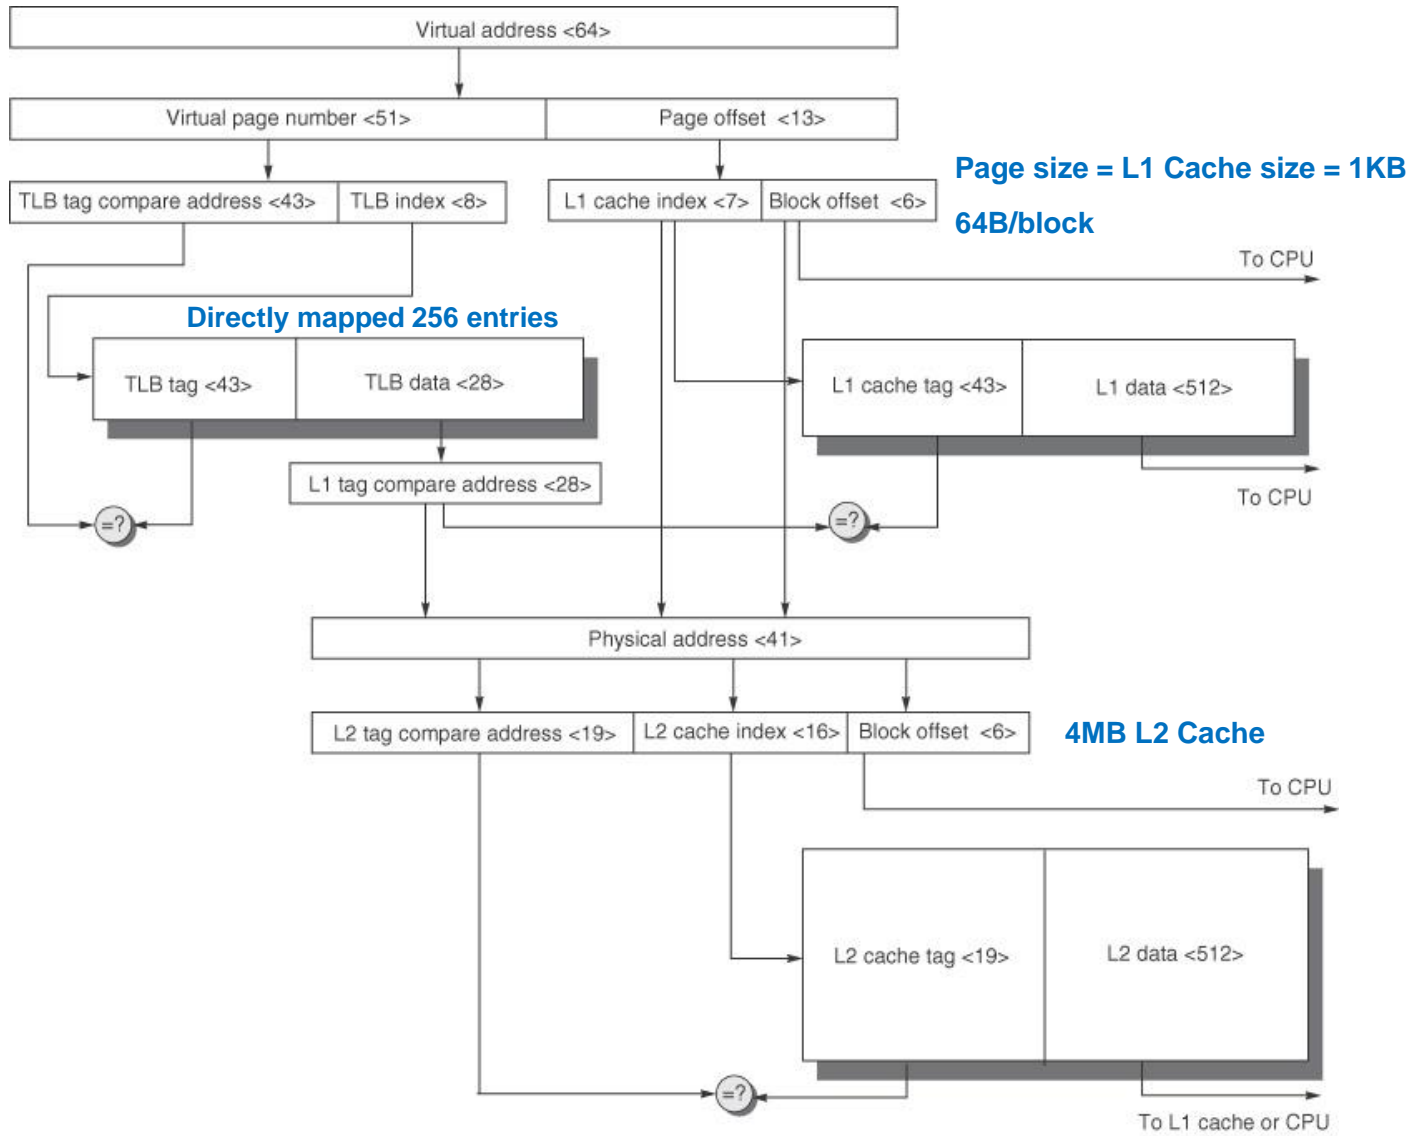 Virtual address <64>
Virtual page number <51>
Page offset <13>
Page size = L1 Cache size = 1KB
TLB tag compare address <43>
TLB index <8>
L1 cache index <7>
Block offset <6>
64B/block
To CPU
Directly mapped 256 entries
TLB tag <43>
TLB data <28>
L1 cache tag <43>
L1 data <512>
L1 tag compare address <28>
To CPU
=?
=?
Physical address <41>
L2 tag compare address <19>
L2 cache index <16>
Block offset <6>
4MB L2 Cache
To CPU
L2 cache tag <19>
L2 data <512>
=?
To L1 cache or CPU